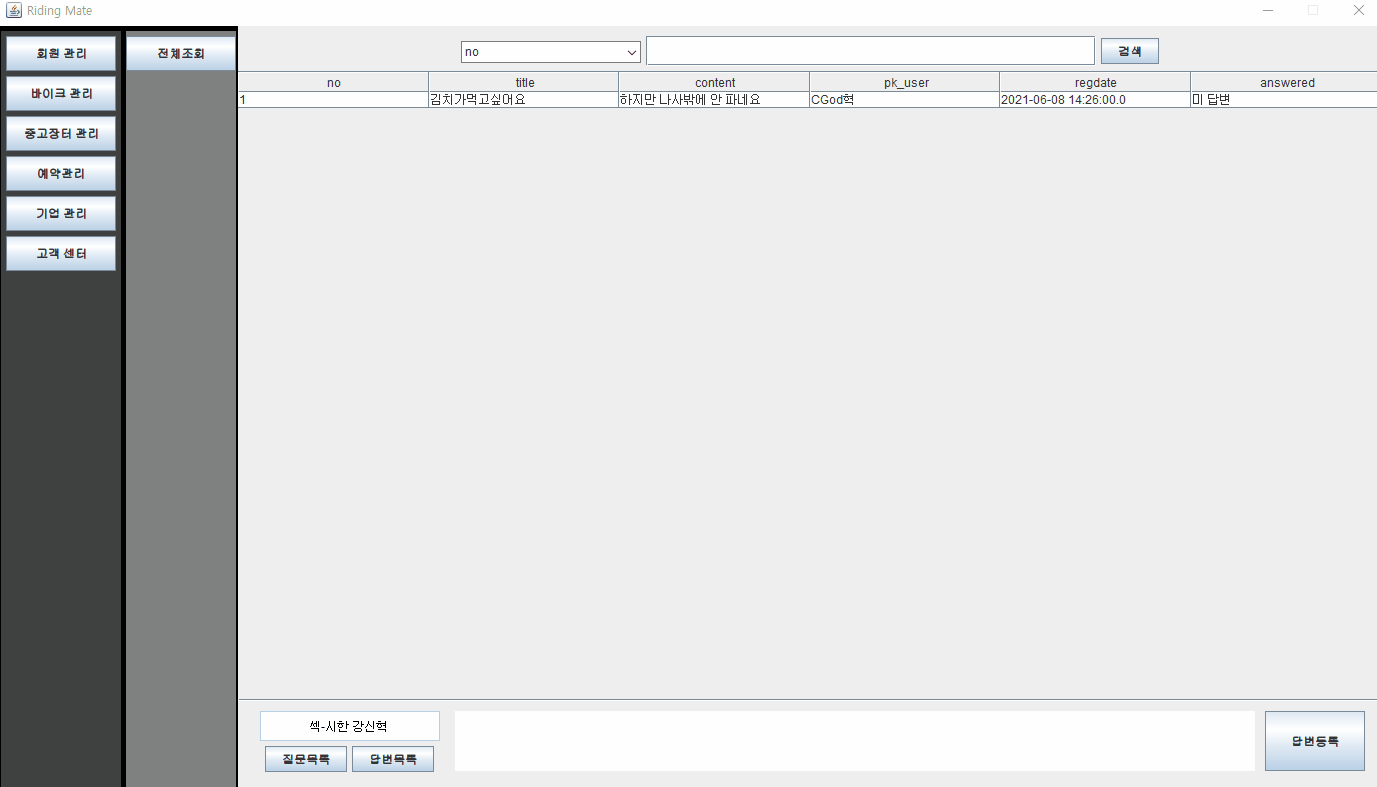 Riding Mate
회원 관리
바이크 관리
중고장터 관리
예약관리
기업 관리
고객 센터
전체조회
no
검색
no title content pk_user regdate answered
1 김치가먹고싶어요 하지만 나사밖에 안 파네요 CGod혁 2021-06-08 14:26:00.0 미 답변
섹-시한 강신혁
질문목록 답변목록
답변등록